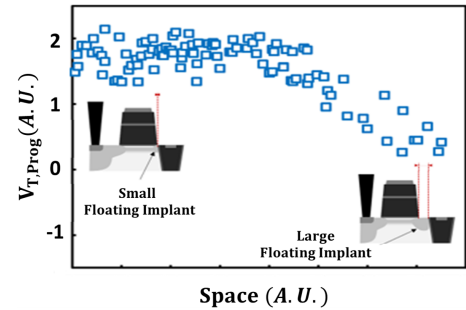 2
1
0
-1
V_T,Prog (A.U.)
Small
Floating Implant
Large
Floating Implant
Space (A.U.)